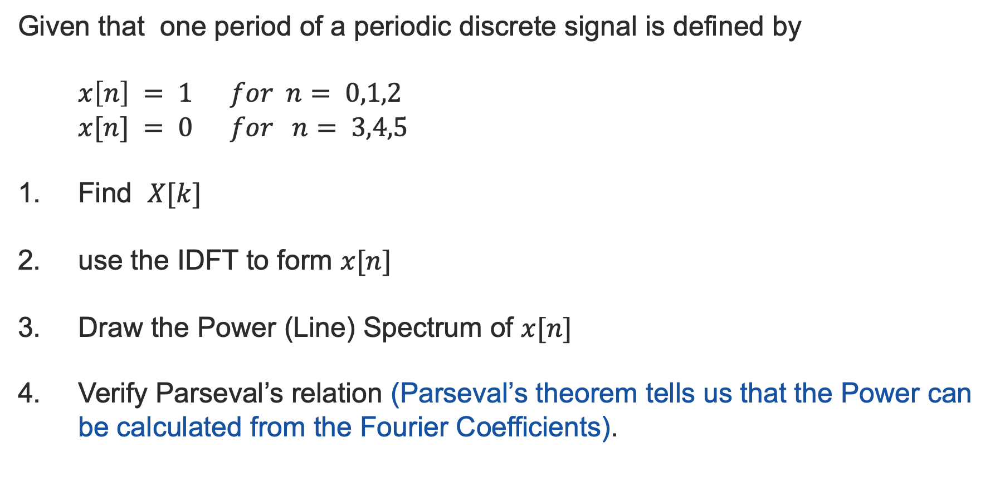 Given that one period of a periodic discrete signal is defined by
x[n] = 1 for n = 0,1,2
x[n] = 0 for n = 3,4,5
1. Find X[k]
2. use the IDFT to form x[n]
3. Draw the Power (Line) Spectrum of x[n]
4. Verify Parseval’s relation (Parseval’s theorem tells us that the Power can
be calculated from the Fourier Coefficients).